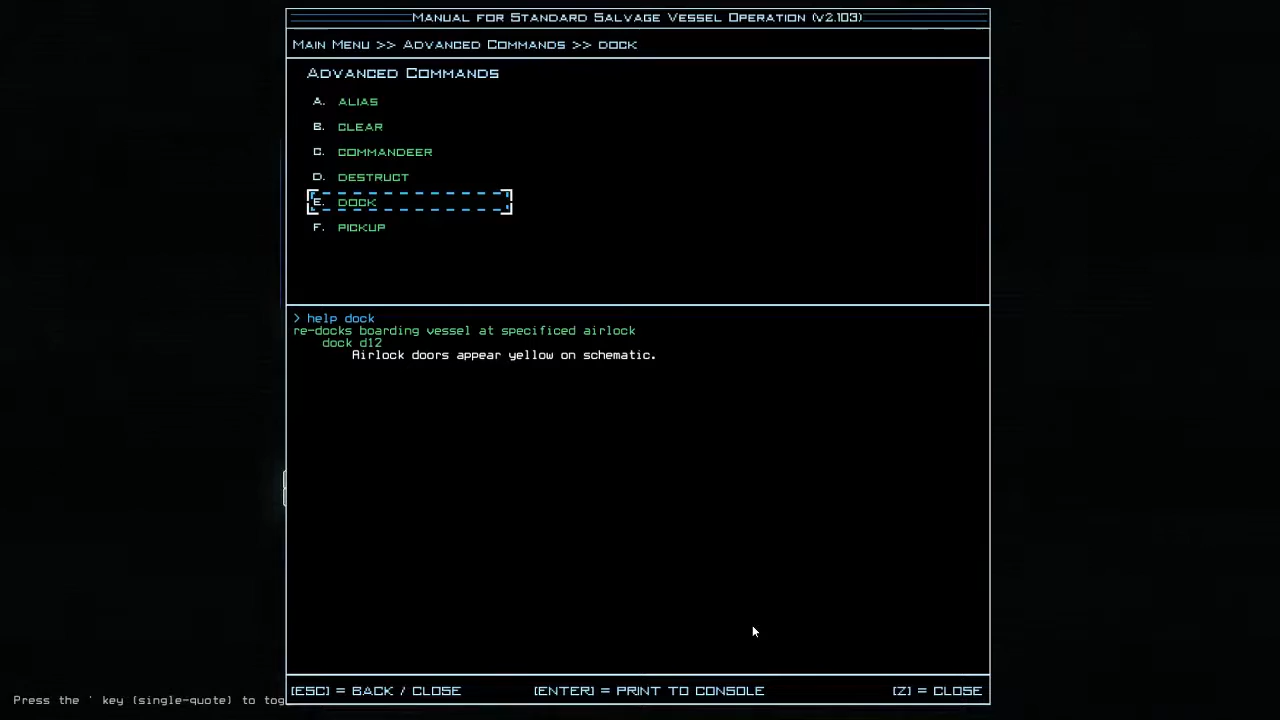 Manual for Standard Salvage Vessel Operation (v2.103)
Main Menu >> Advanced Commands >> DOCK
Advanced Commands
A. ALIAS
B. CLEAR
C. COMMANDEER
D. DESTRUCT
E. DOCK
F. PICKUP
> help dock
re-docks boarding vessel at specificed airlock
dock d12
Airlock doors appear yellow on schematic.
[ESC] = BACK / CLOSE [ENTER] = PRINT TO CONSOLE [Z] = CLOSE
Press the ' key (single-quote) to tog